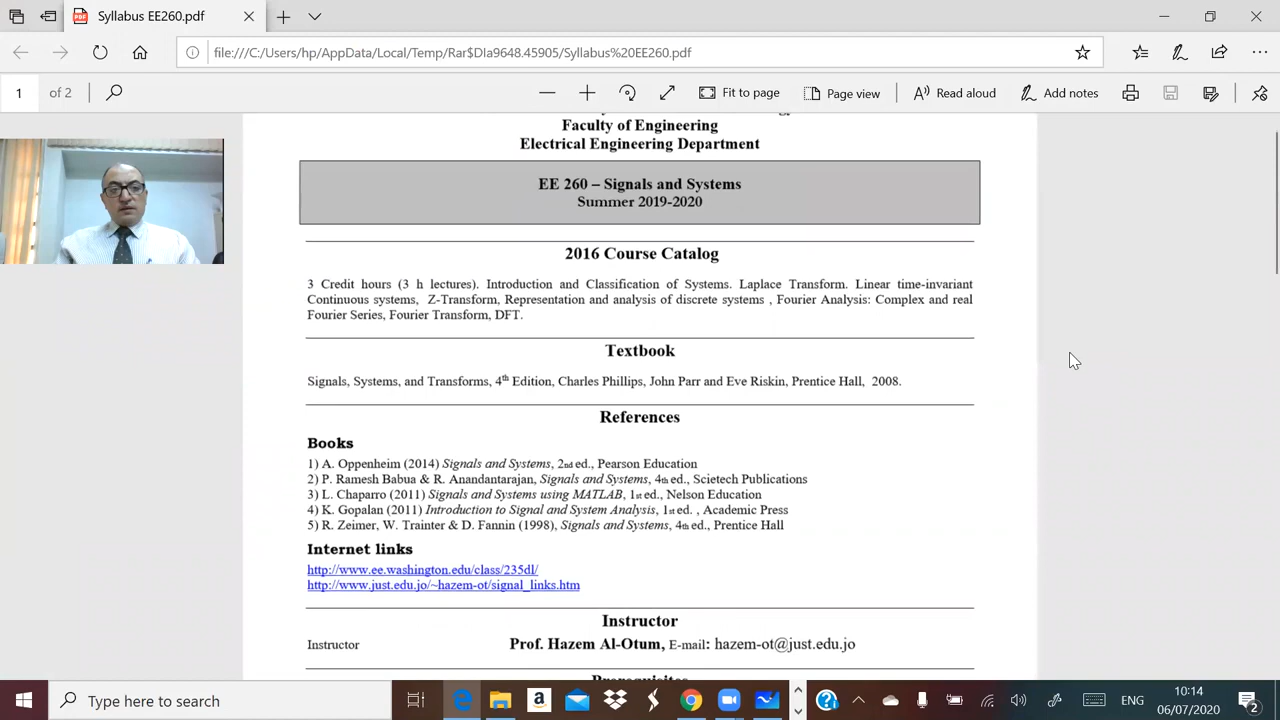 Syllabus EE260.pdf
file:///C:/Users/hp/AppData/Local/Temp/Rar$DIa9648.45905/Syllabus%20EE260.pdf
1 of 2
Fit to page
Page view
Read aloud
Add notes
Faculty of Engineering
Electrical Engineering Department
EE 260 – Signals and Systems
Summer 2019-2020
2016 Course Catalog
3 Credit hours (3 h lectures). Introduction and Classification of Systems. Laplace Transform. Linear time-invariant
Continuous systems, Z-Transform, Representation and analysis of discrete systems , Fourier Analysis: Complex and real
Fourier Series, Fourier Transform, DFT.
Textbook
Signals, Systems, and Transforms, 4th Edition, Charles Phillips, John Parr and Eve Riskin, Prentice Hall, 2008.
References
Books
1) A. Oppenheim (2014) Signals and Systems, 2nd ed., Pearson Education
2) P. Ramesh Babua & R. Anandantarajan, Signals and Systems, 4th ed., Scietech Publications
3) L. Chaparro (2011) Signals and Systems using MATLAB, 1st ed., Nelson Education
4) K. Gopalan (2011) Introduction to Signal and System Analysis, 1st ed. , Academic Press
5) R. Zeimer, W. Trainter & D. Fannin (1998), Signals and Systems, 4th ed., Prentice Hall
Internet links
http://www.ee.washington.edu/class/235dl/
http://www.just.edu.jo/~hazem-ot/signal_links.htm
Instructor
Instructor Prof. Hazem Al-Otum, E-mail: hazem-ot@just.edu.jo
Prerequisites
Type here to search
ENG
10:14
06/07/2020
2